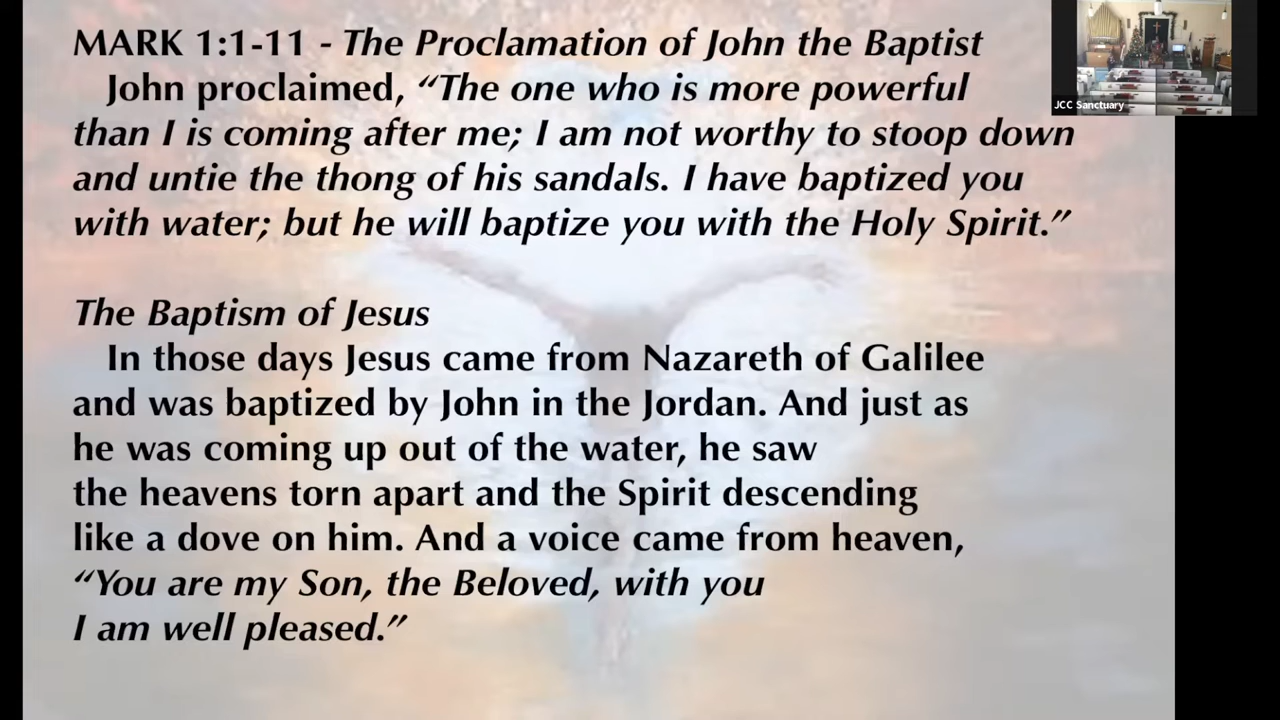 MARK 1:1-11 - The Proclamation of John the Baptist
John proclaimed, “The one who is more powerful
than I is coming after me; I am not worthy to stoop down
and untie the thong of his sandals. I have baptized you
with water; but he will baptize you with the Holy Spirit.”
The Baptism of Jesus
In those days Jesus came from Nazareth of Galilee
and was baptized by John in the Jordan. And just as
he was coming up out of the water, he saw
the heavens torn apart and the Spirit descending
like a dove on him. And a voice came from heaven,
“You are my Son, the Beloved, with you
I am well pleased.”
JCC Sanctuary